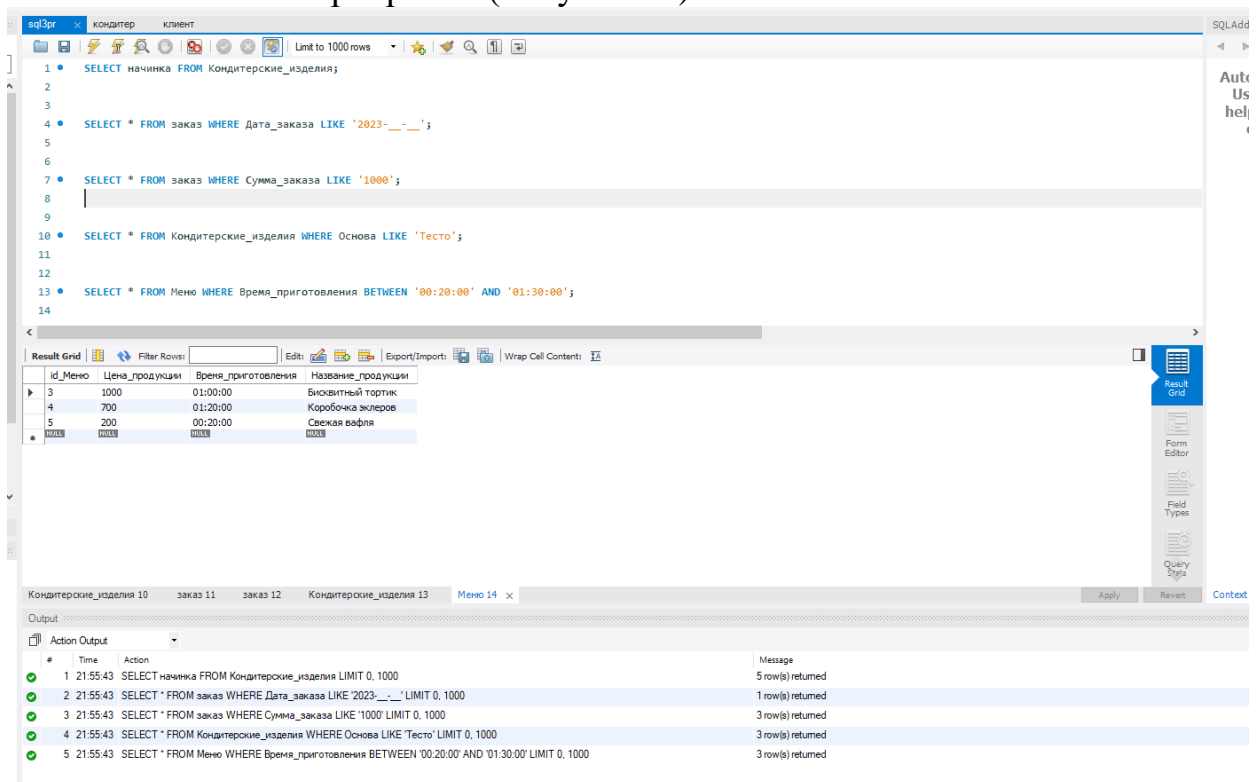 sql3pr × кондитер клиент SQLAdd
Limit to 1000 rows
1 SELECT начинка FROM Кондитерские_изделия;
2
3
4 SELECT * FROM заказ WHERE Дата_заказа LIKE '2023-__-__';
5
6
7 SELECT * FROM заказ WHERE Сумма_заказа LIKE '1000';
8
9
10 SELECT * FROM Кондитерские_изделия WHERE Основа LIKE 'Тесто';
11
12
13 SELECT * FROM Меню WHERE Время_приготовления BETWEEN '00:20:00' AND '01:30:00';
14
Auto
Us
help
Result Grid Filter Rows: Edit: Export/Import: Wrap Cell Content:
id_Меню Цена_продукции Время_приготовления Название_продукции
3 1000 01:00:00 Бисквитный тортик
4 700 01:20:00 Коробочка эклеров
5 200 00:20:00 Свежая вафля
NULL NULL NULL NULL
Result
Grid
Form
Editor
Field
Types
Query
Stats
Кондитерские_изделия 10 заказ 11 заказ 12 Кондитерские_изделия 13 Меню 14 × Apply Revert Context
Output
Action Output
# Time Action Message
1 21:55:43 SELECT начинка FROM Кондитерские_изделия LIMIT 0, 1000 5 row(s) returned
2 21:55:43 SELECT * FROM заказ WHERE Дата_заказа LIKE '2023-__-__' LIMIT 0, 1000 1 row(s) returned
3 21:55:43 SELECT * FROM заказ WHERE Сумма_заказа LIKE '1000' LIMIT 0, 1000 3 row(s) returned
4 21:55:43 SELECT * FROM Кондитерские_изделия WHERE Основа LIKE 'Тесто' LIMIT 0, 1000 3 row(s) returned
5 21:55:43 SELECT * FROM Меню WHERE Время_приготовления BETWEEN '00:20:00' AND '01:30:00' LIMIT 0, 1000 3 row(s) returned